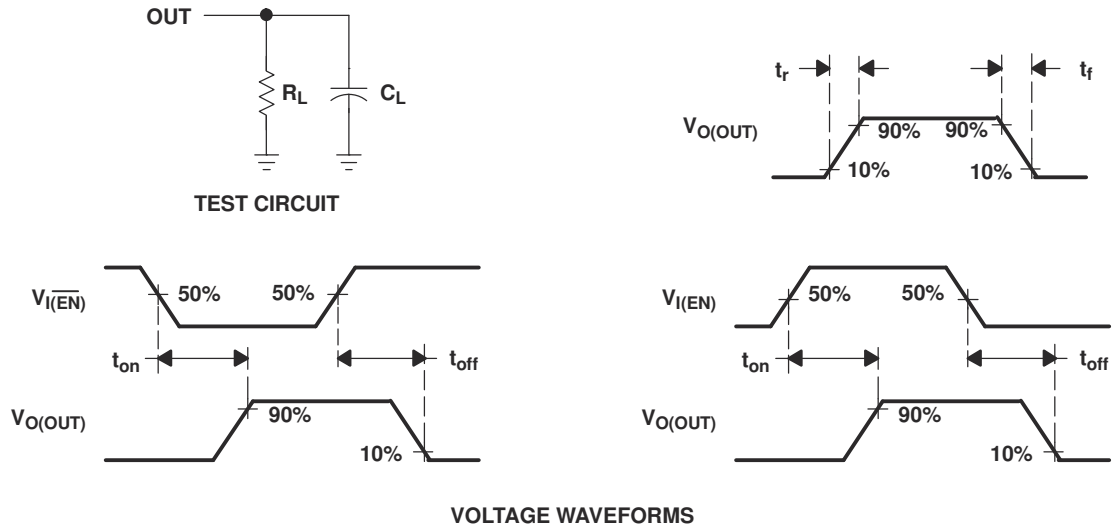 OUT
R_L
C_L
TEST CIRCUIT
t_r
t_f
V_O(OUT)
90%
90%
10%
10%
V_I(E̅N̅)
50%
50%
t_on
t_off
V_O(OUT)
90%
10%
V_I(EN)
50%
50%
t_on
t_off
V_O(OUT)
90%
10%
VOLTAGE WAVEFORMS